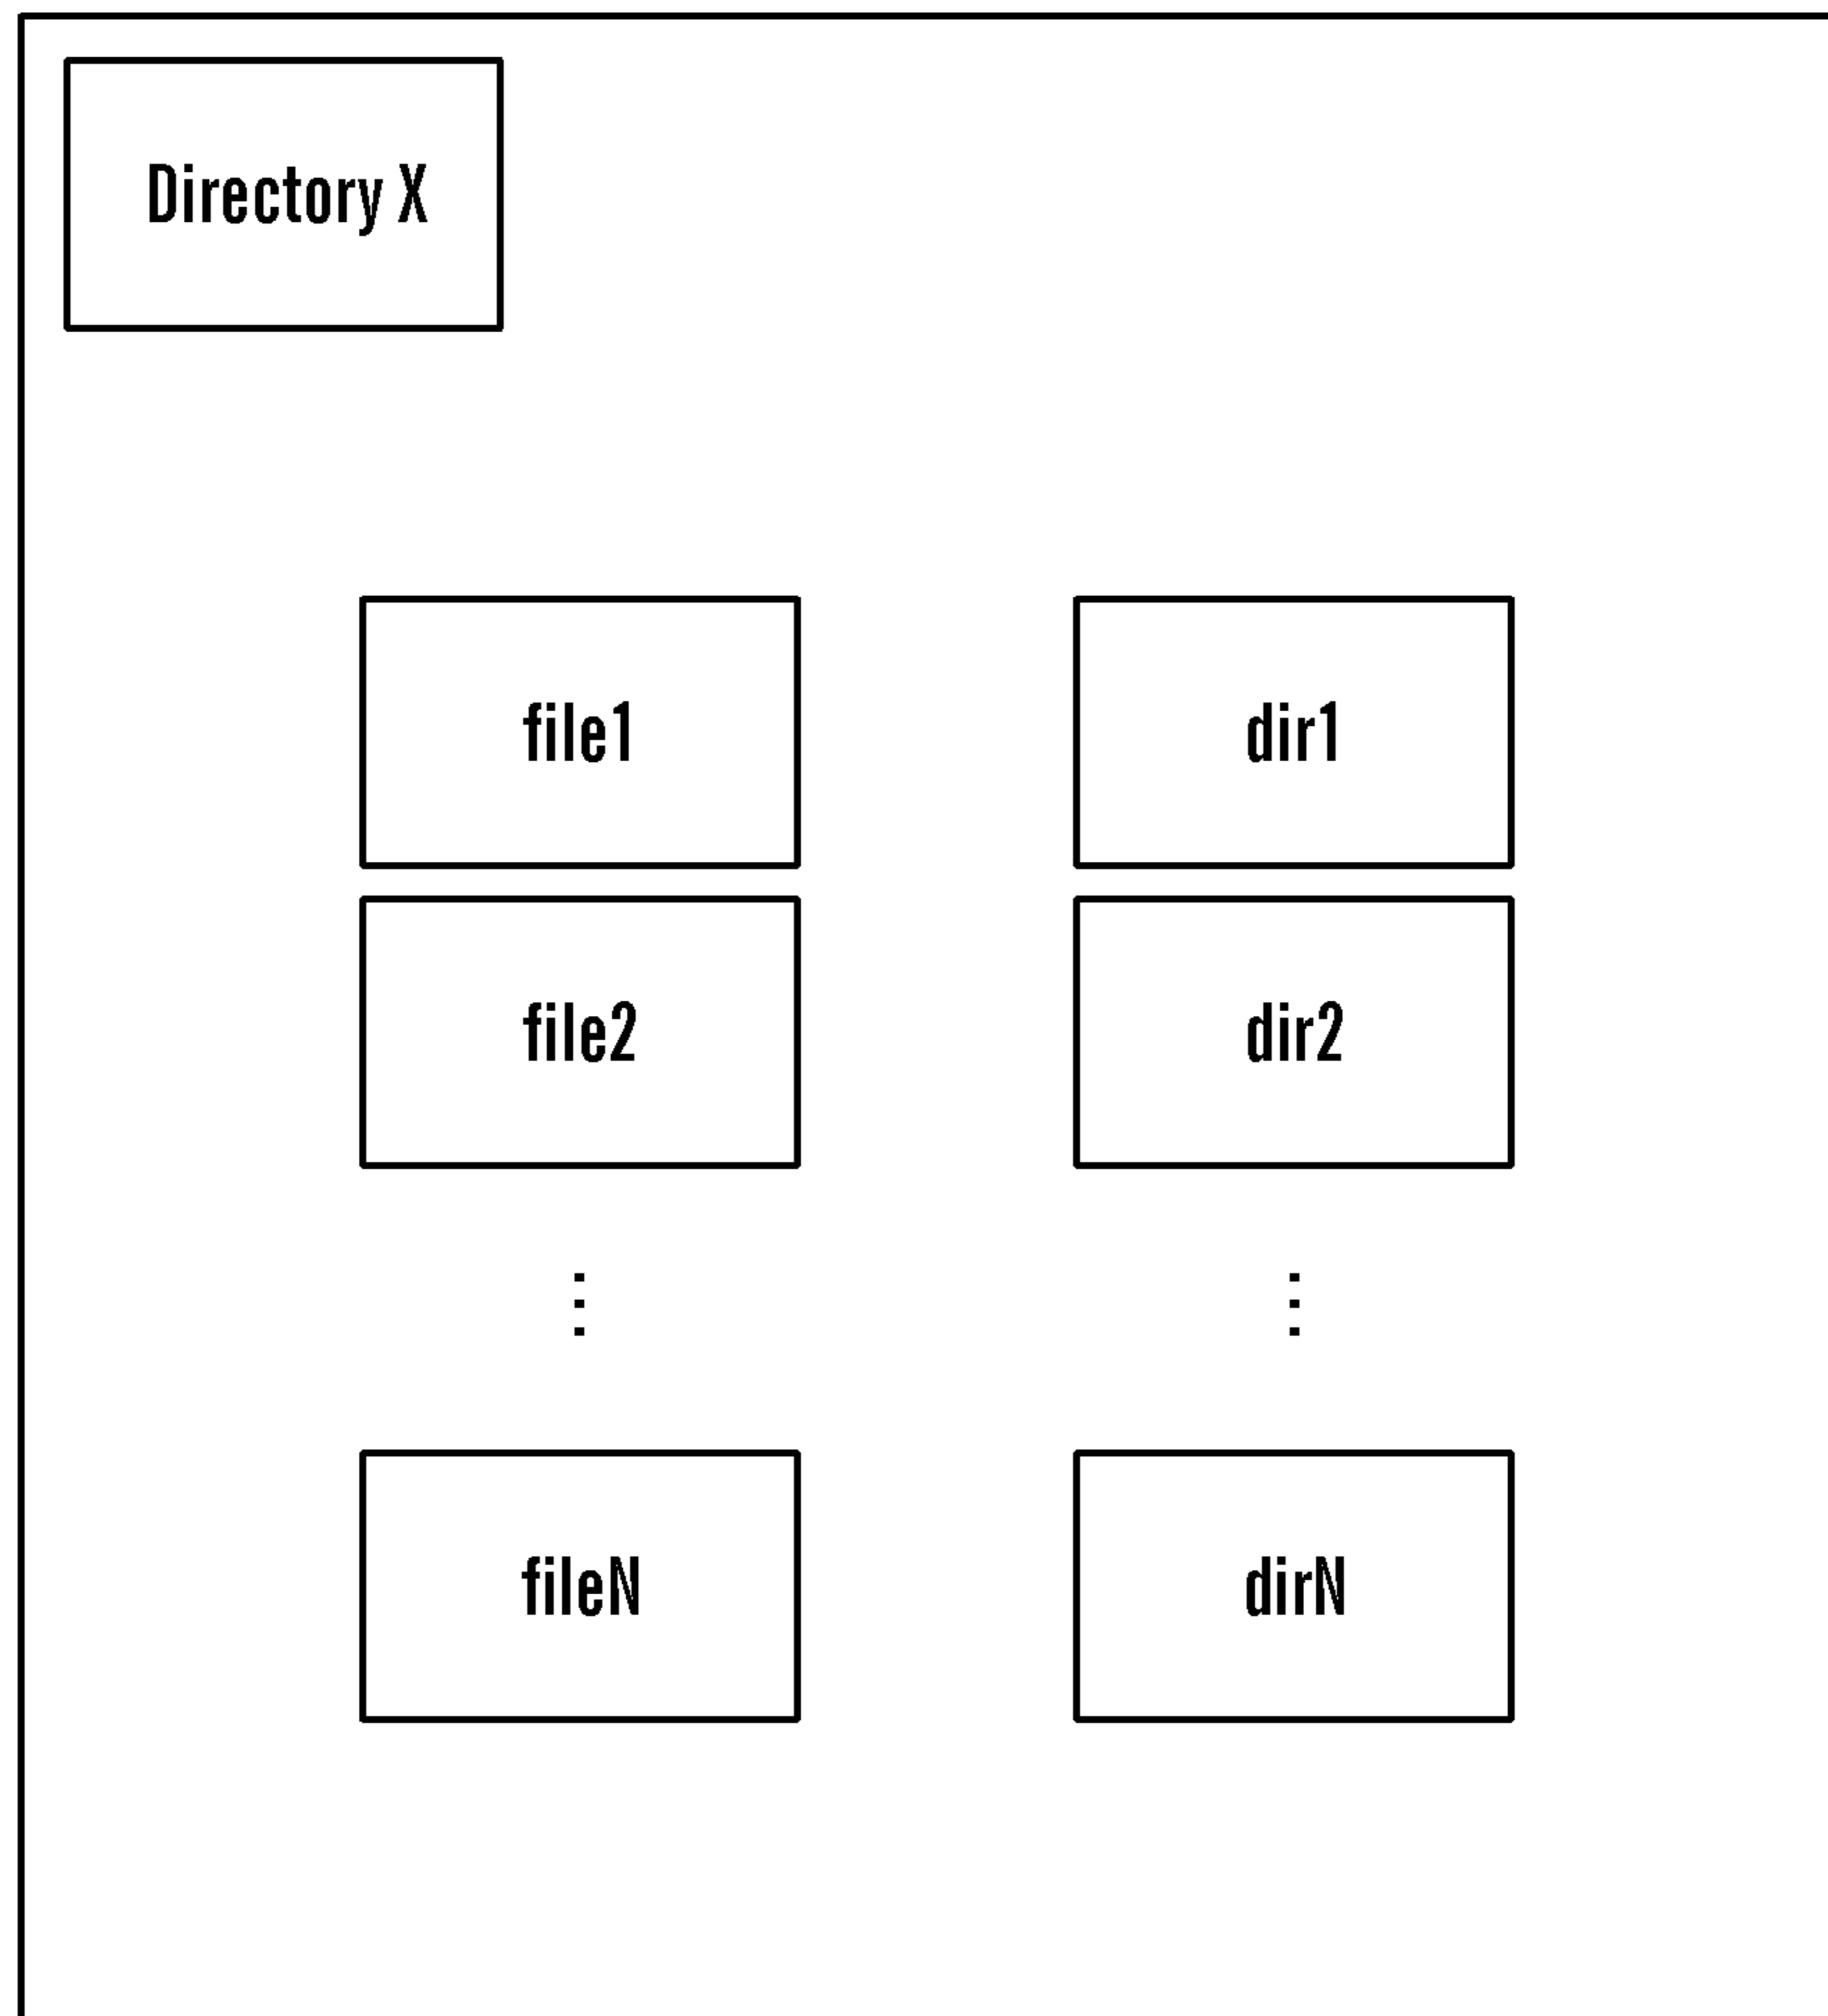 Directory X
file1
dir1
file2
dir2
⋮
⋮
fileN
dirN